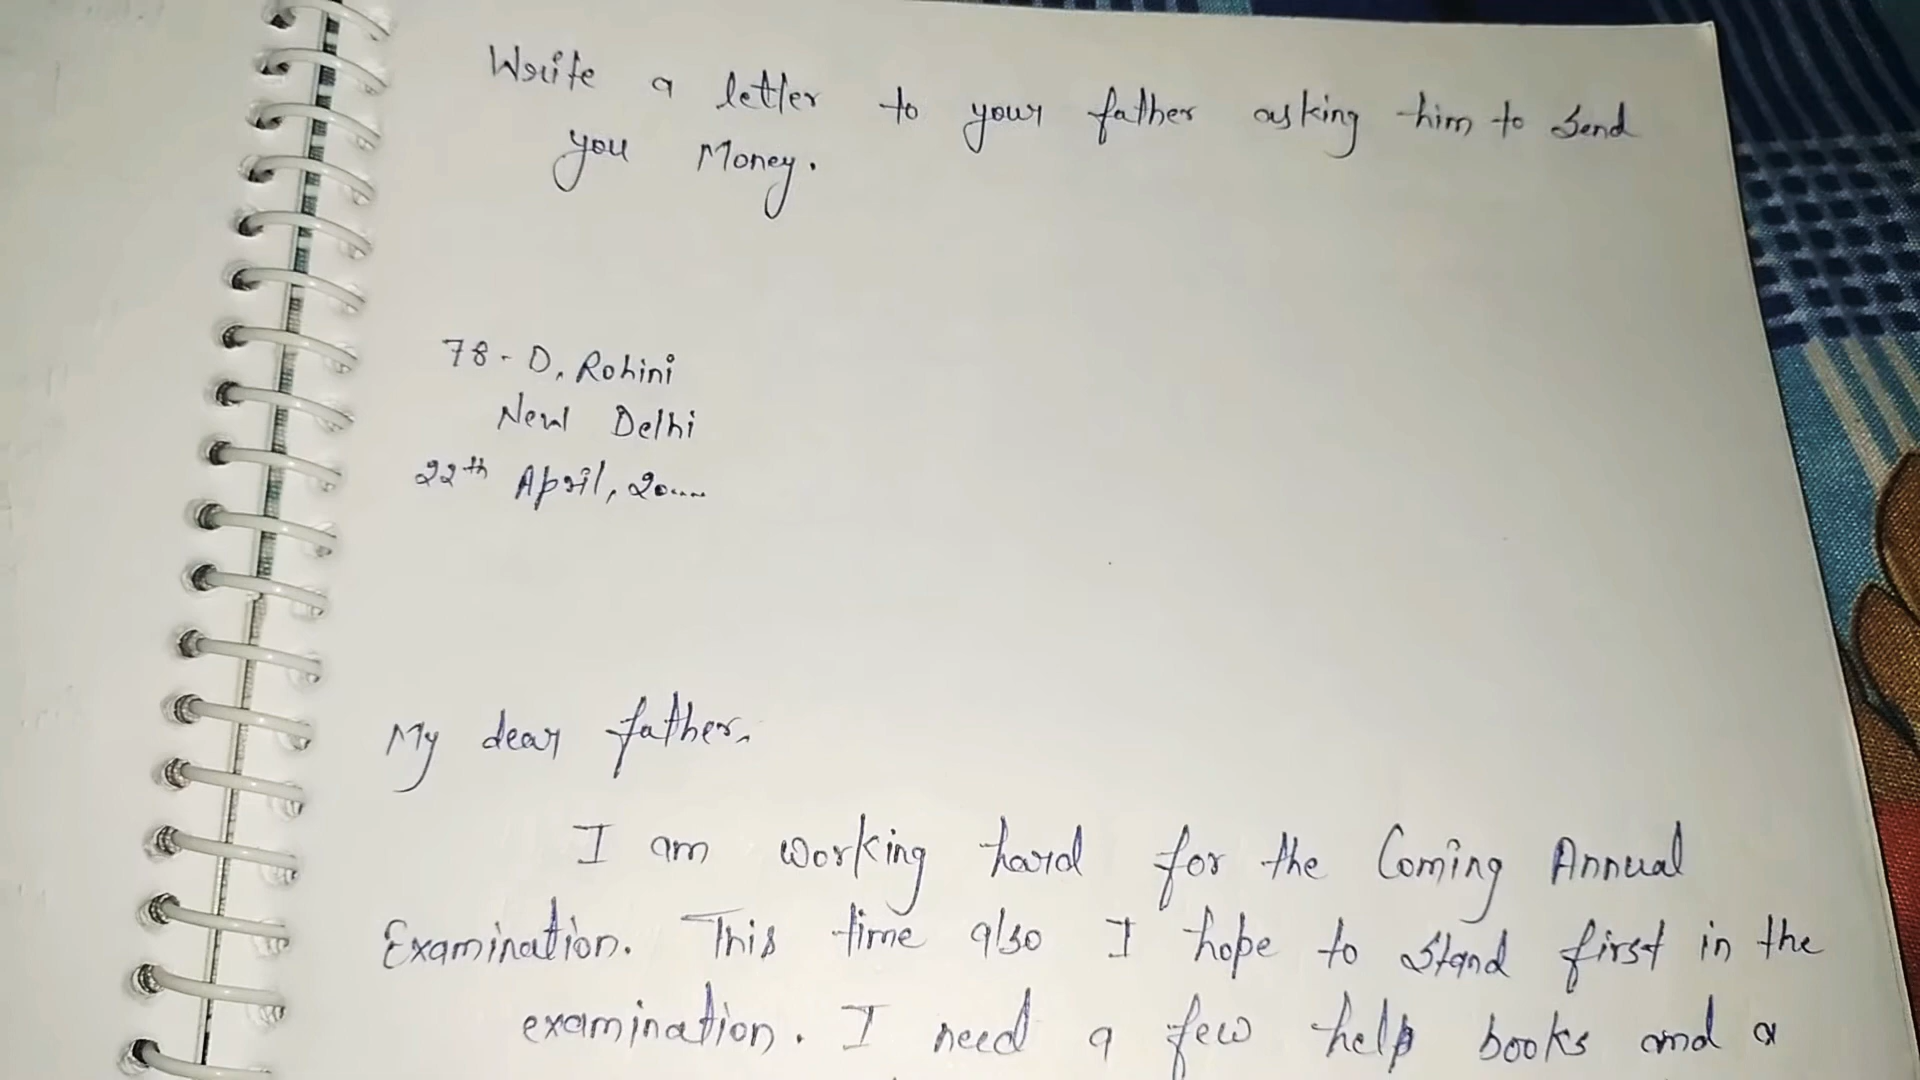 Write a letter to your father asking him to Send
you Money.
78-D, Rohini
New Delhi
22th April, 20....
My dear father,
I am working hard for the Coming Annual
Examination. This time also I hope to Stand first in the
examination. I need a few help books and a